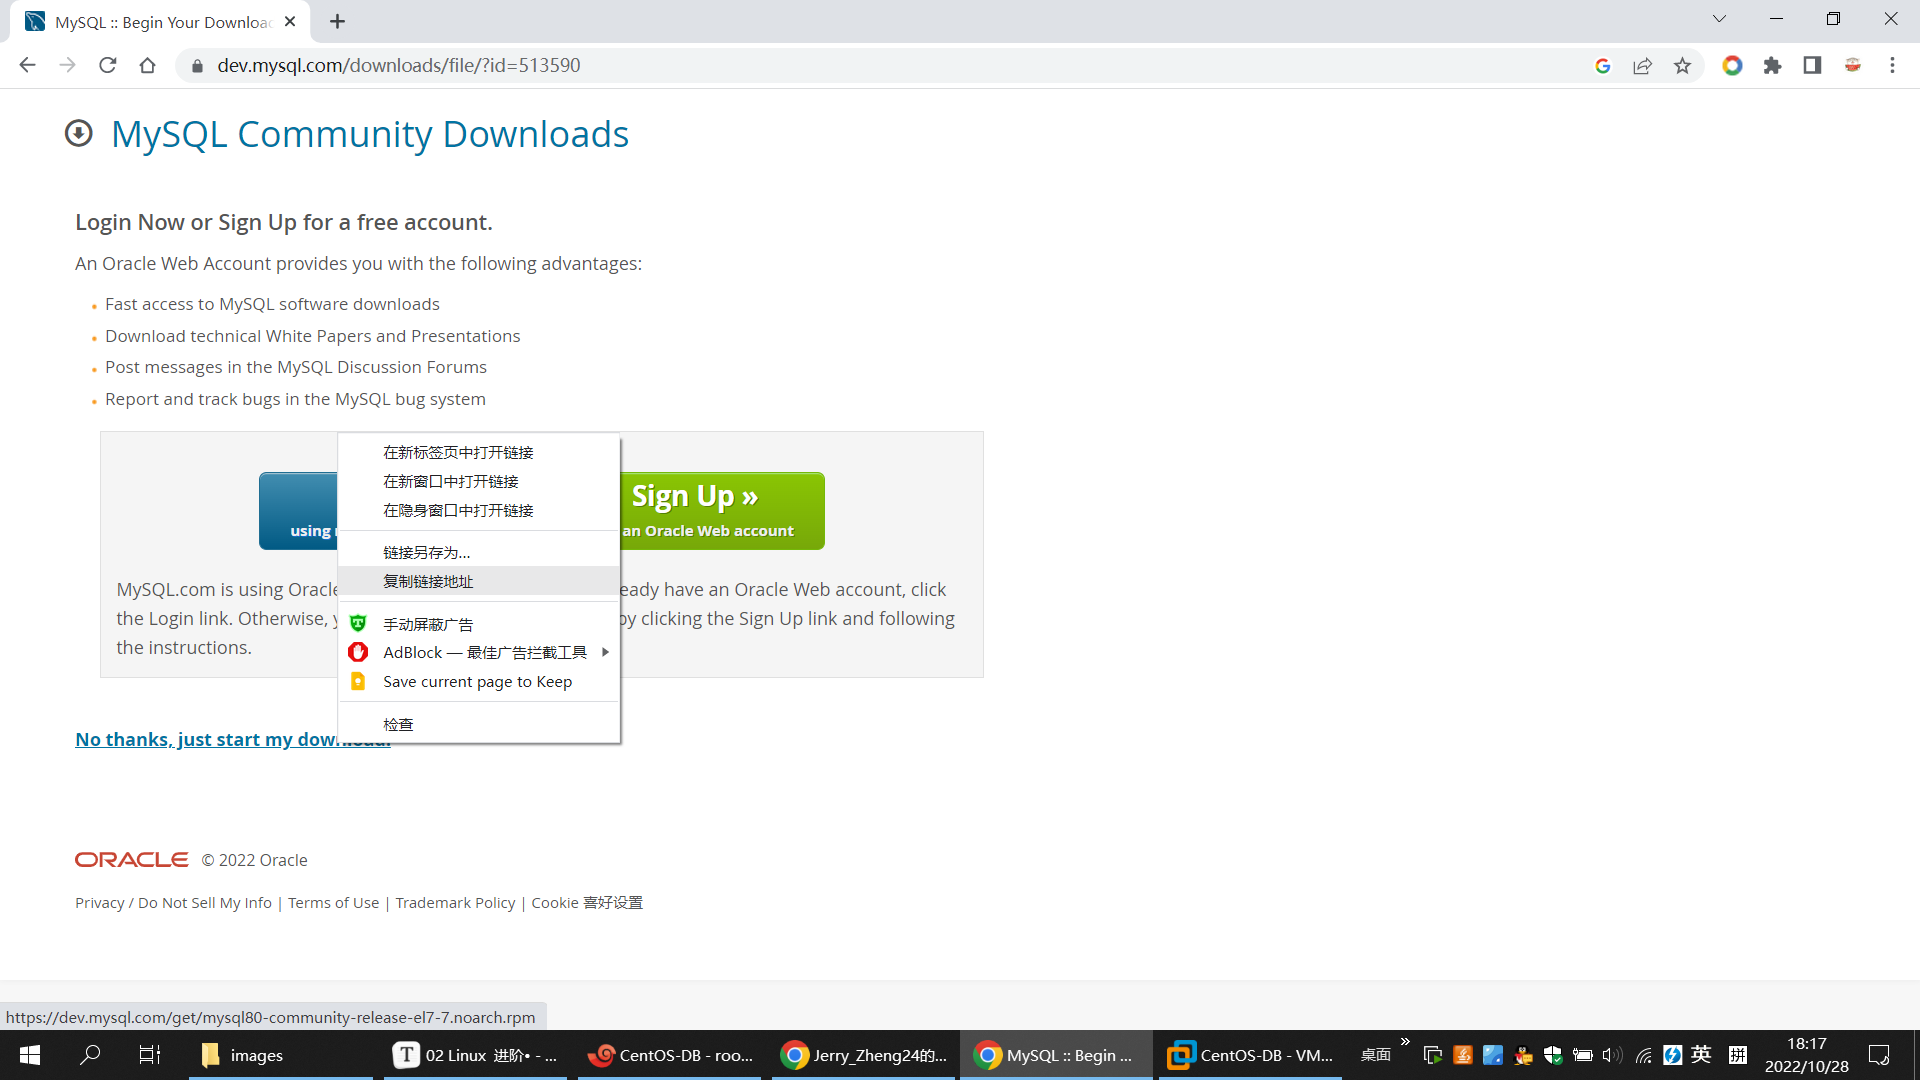 MySQL :: Begin Your Downloa
dev.mysql.com/downloads/file/?id=513590
MySQL Community Downloads
Login Now or Sign Up for a free account.
An Oracle Web Account provides you with the following advantages:
Fast access to MySQL software downloads
Download technical White Papers and Presentations
Post messages in the MySQL Discussion Forums
Report and track bugs in the MySQL bug system
在新标签页中打开链接
在新窗口中打开链接
在隐身窗口中打开链接
链接另存为...
复制链接地址
手动屏蔽广告
AdBlock — 最佳广告拦截工具
Save current page to Keep
检查
using
Sign Up »
an Oracle Web account
MySQL.com is using Oracle eady have an Oracle Web account, click
the Login link. Otherwise, y by clicking the Sign Up link and following
the instructions.
No thanks, just start my download.
ORACLE © 2022 Oracle
Privacy / Do Not Sell My Info | Terms of Use | Trademark Policy | Cookie 喜好设置
https://dev.mysql.com/get/mysql80-community-release-el7-7.noarch.rpm
images
02 Linux 进阶• - ...
CentOS-DB - roo...
Jerry_Zheng24的...
MySQL :: Begin ...
CentOS-DB - VM...
桌面
英
拼
18:17
2022/10/28